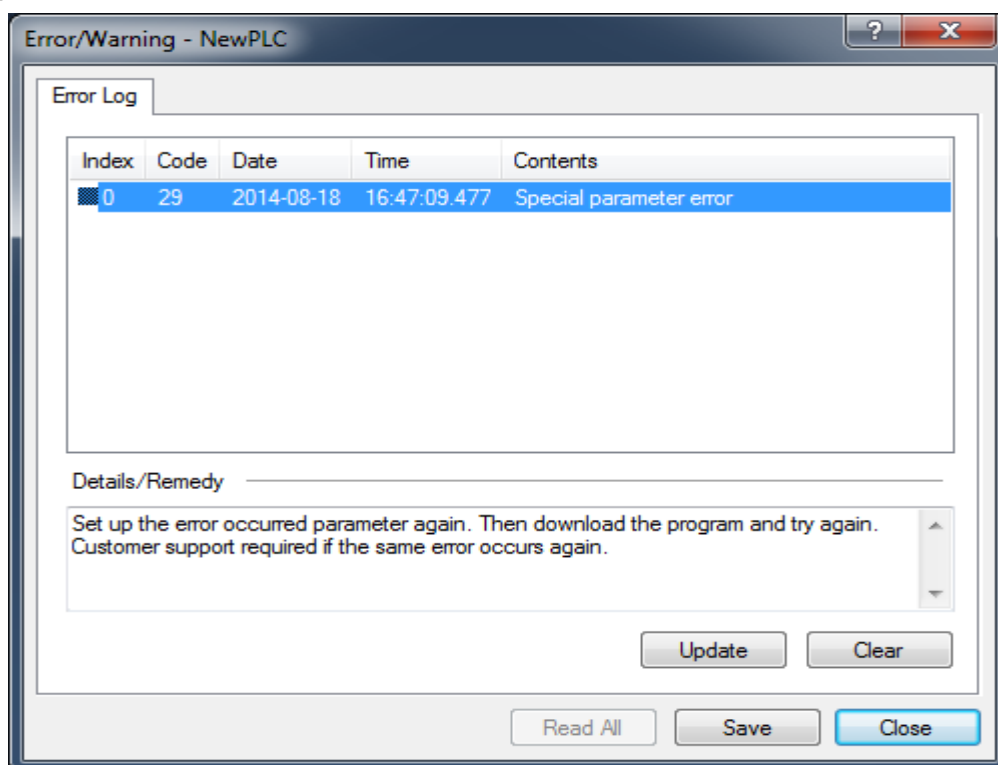 Error/Warning - NewPLC
?
X
Error Log
Index Code Date Time Contents
0 29 2014-08-18 16:47:09.477 Special parameter error
Details/Remedy
Set up the error occurred parameter again. Then download the program and try again.
Customer support required if the same error occurs again.
Update Clear
Read All Save Close